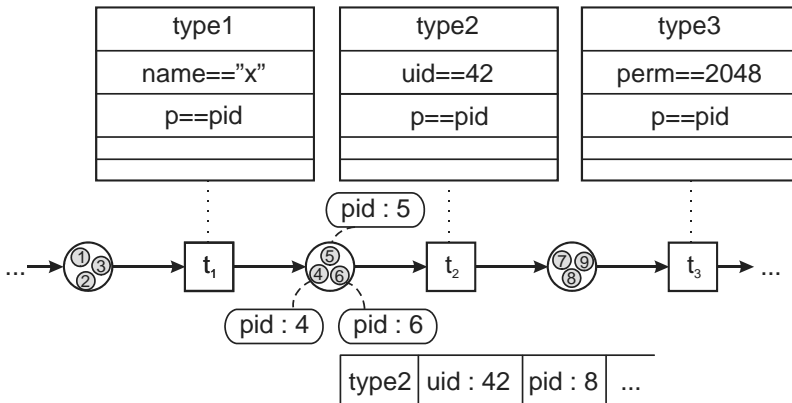 type1 type2 type3
name=="x" uid==42 perm==2048
p==pid p==pid p==pid
pid : 5
... 1 3 2 t1 5 4 6 t2 7 9 8 t3 ...
pid : 4 pid : 6
type2 uid : 42 pid : 8 ...